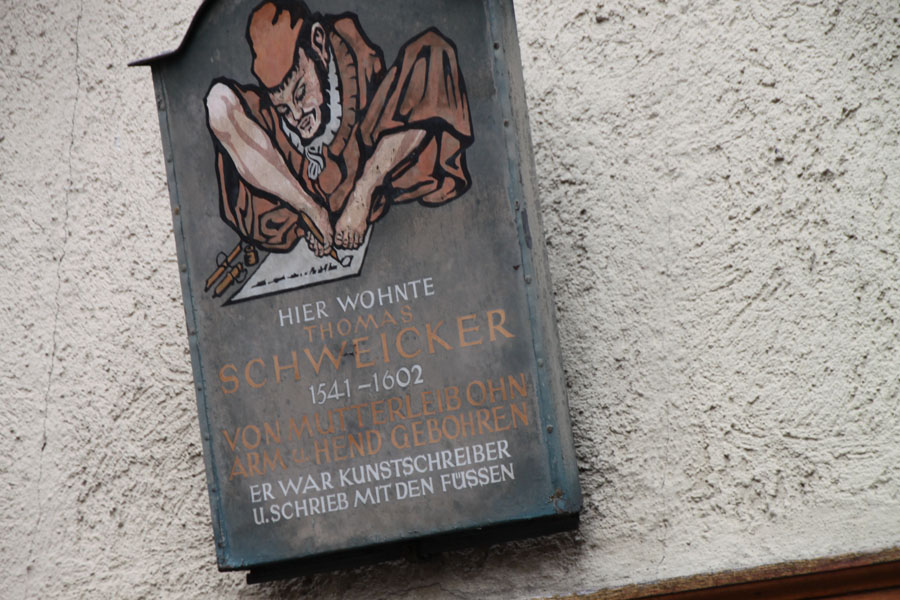 HIER WOHNTE
THOMAS
SCHWEICKER
1541–1602
VON MUTTERLEIB OHN
ARM U HEND GEBOHREN
ER WAR KUNSTSCHREIBER
U. SCHRIEB MIT DEN FÜSSEN